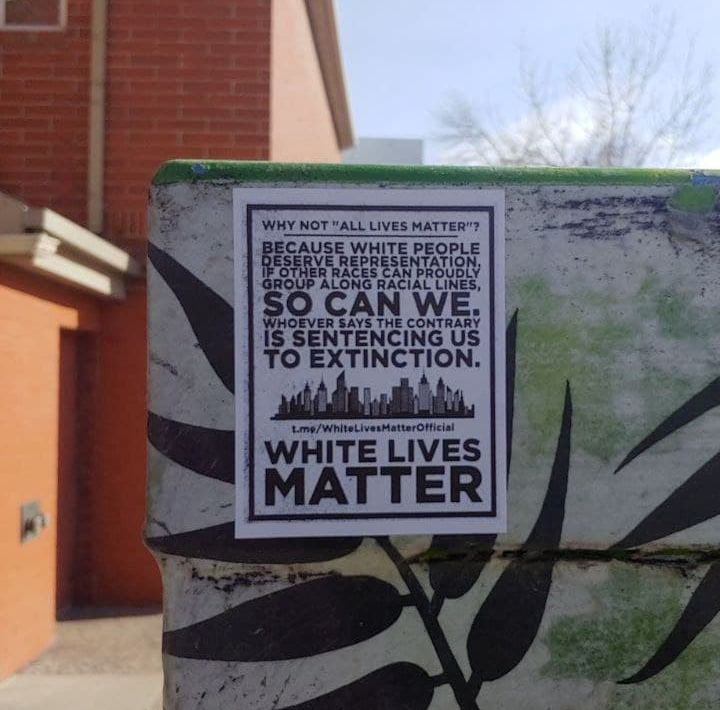 WHY NOT "ALL LIVES MATTER"?
BECAUSE WHITE PEOPLE
DESERVE REPRESENTATION,
IF OTHER RACES CAN PROUDLY
GROUP ALONG RACIAL LINES,
SO CAN WE.
WHOEVER SAYS THE CONTRARY
IS SENTENCING US
TO EXTINCTION.
t.me/WhiteLivesMatterOfficial
WHITE LIVES
MATTER